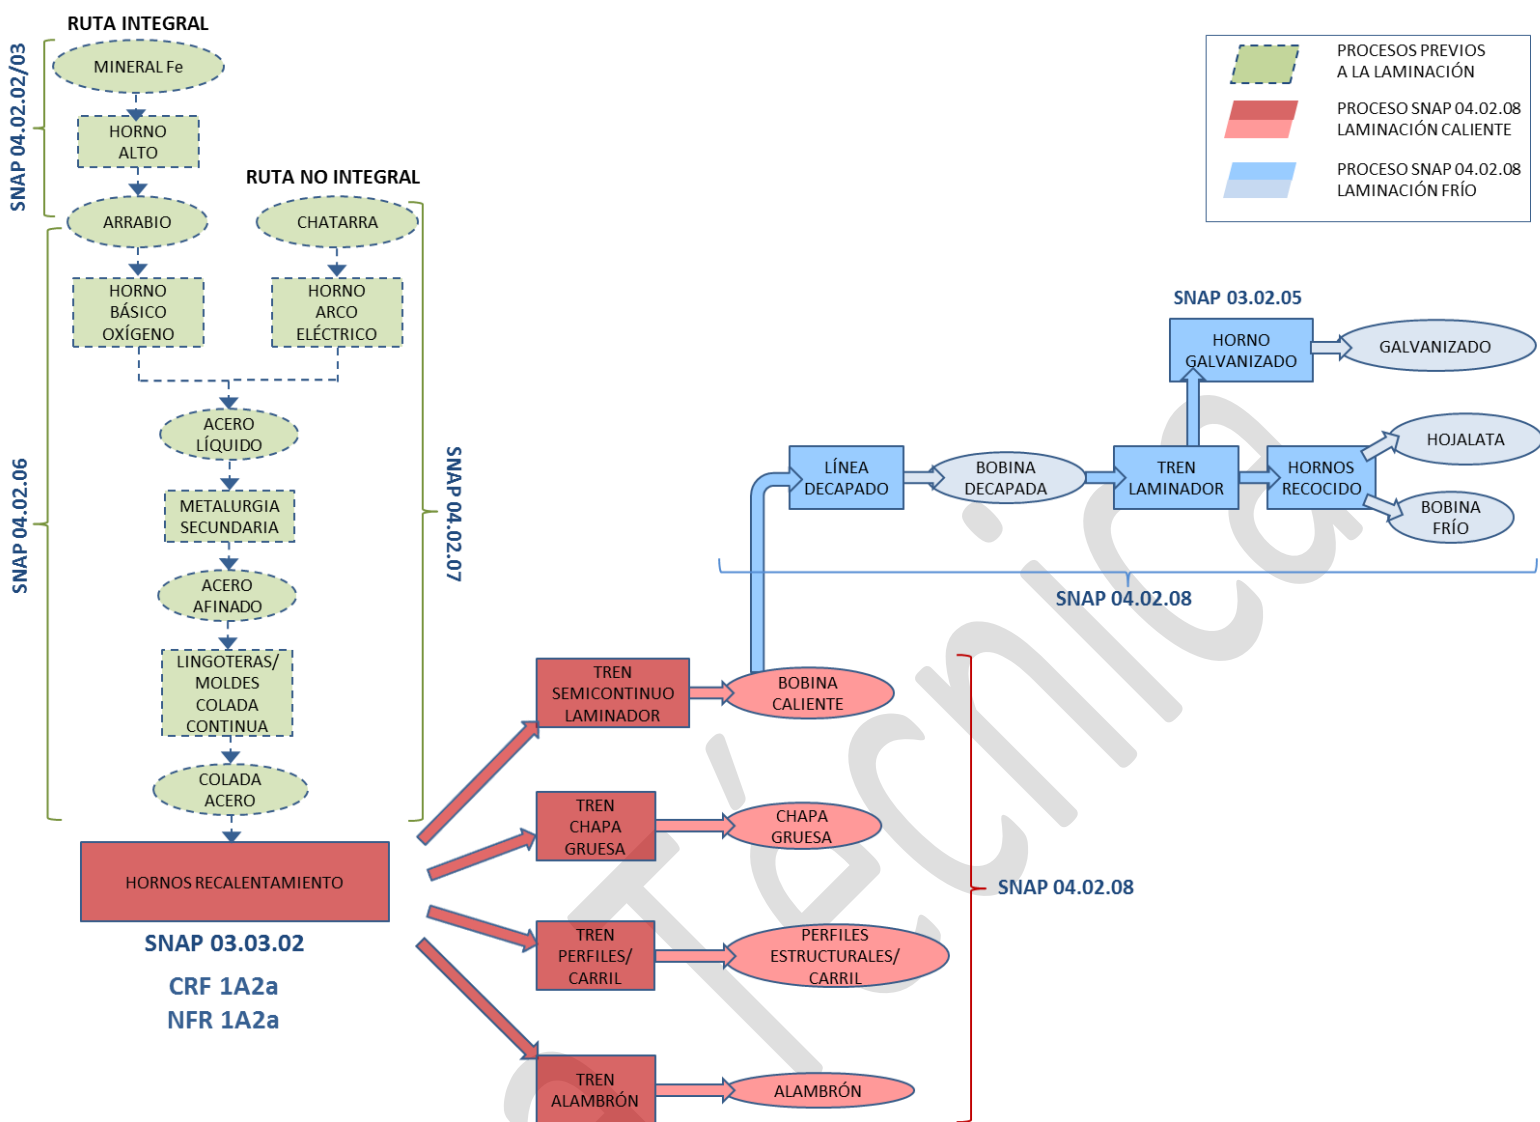 RUTA INTEGRAL
MINERAL Fe
HORNO
ALTO
SNAP 04.02.02/03
RUTA NO INTEGRAL
ARRABIO
CHATARRA
HORNO
BÁSICO
OXÍGENO
HORNO
ARCO
ELÉCTRICO
ACERO
LÍQUIDO
METALURGIA
SECUNDARIA
ACERO
AFINADO
LINGOTERAS/
MOLDES
COLADA
CONTINUA
COLADA
ACERO
SNAP 04.02.06
SNAP 04.02.07
HORNOS RECALENTAMIENTO
SNAP 03.03.02
CRF 1A2a
NFR 1A2a
TREN
SEMICONTINUO
LAMINADOR
BOBINA
CALIENTE
TREN
CHAPA
GRUESA
CHAPA
GRUESA
TREN
PERFILES/
CARRIL
PERFILES
ESTRUCTURALES/
CARRIL
TREN
ALAMBRÓN
ALAMBRÓN
SNAP 04.02.08
LÍNEA
DECAPADO
BOBINA
DECAPADA
TREN
LAMINADOR
HORNOS
RECOCIDO
SNAP 03.02.05
HORNO
GALVANIZADO
GALVANIZADO
HOJALATA
BOBINA
FRÍO
SNAP 04.02.08
PROCESOS PREVIOS
A LA LAMINACIÓN
PROCESO SNAP 04.02.08
LAMINACIÓN CALIENTE
PROCESO SNAP 04.02.08
LAMINACIÓN FRÍO
a Técnica